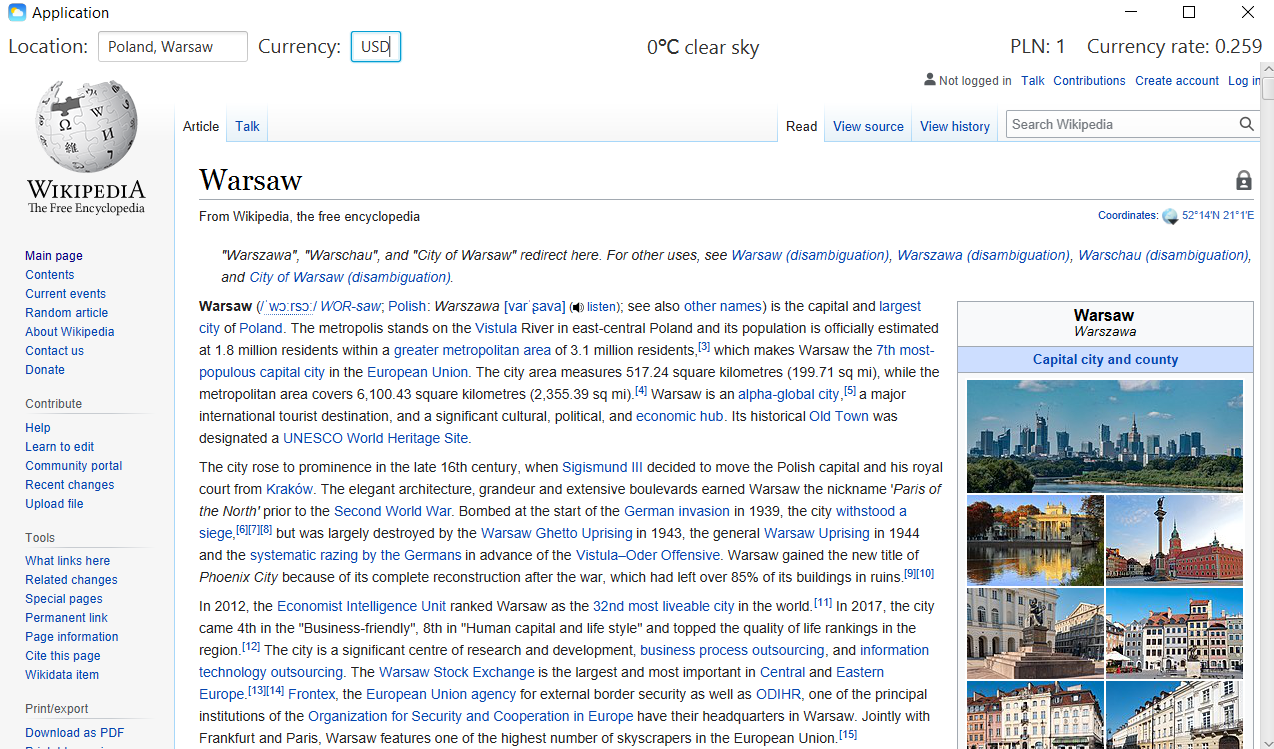 Application
Location: Poland, Warsaw Currency: USD 0℃ clear sky PLN: 1 Currency rate: 0.259
Not logged in Talk Contributions Create account Log in
Article Talk Read View source View history Search Wikipedia
WIKIPEDIA
The Free Encyclopedia
Main page
Contents
Current events
Random article
About Wikipedia
Contact us
Donate
Contribute
Help
Learn to edit
Community portal
Recent changes
Upload file
Tools
What links here
Related changes
Special pages
Permanent link
Page information
Cite this page
Wikidata item
Print/export
Download as PDF
Warsaw
From Wikipedia, the free encyclopedia
Coordinates: 52°14′N 21°1′E
"Warszawa", "Warschau", and "City of Warsaw" redirect here. For other uses, see Warsaw (disambiguation), Warszawa (disambiguation), Warschau (disambiguation),
and City of Warsaw (disambiguation).
Warsaw (/ˈwɔːrsɔː/ WOR-saw; Polish: Warszawa [varˈʂava] (listen); see also other names) is the capital and largest
city of Poland. The metropolis stands on the Vistula River in east-central Poland and its population is officially estimated
at 1.8 million residents within a greater metropolitan area of 3.1 million residents,[3] which makes Warsaw the 7th most-
populous capital city in the European Union. The city area measures 517.24 square kilometres (199.71 sq mi), while the
metropolitan area covers 6,100.43 square kilometres (2,355.39 sq mi).[4] Warsaw is an alpha-global city,[5] a major
international tourist destination, and a significant cultural, political, and economic hub. Its historical Old Town was
designated a UNESCO World Heritage Site.
The city rose to prominence in the late 16th century, when Sigismund III decided to move the Polish capital and his royal
court from Kraków. The elegant architecture, grandeur and extensive boulevards earned Warsaw the nickname 'Paris of
the North' prior to the Second World War. Bombed at the start of the German invasion in 1939, the city withstood a
siege,[6][7][8] but was largely destroyed by the Warsaw Ghetto Uprising in 1943, the general Warsaw Uprising in 1944
and the systematic razing by the Germans in advance of the Vistula–Oder Offensive. Warsaw gained the new title of
Phoenix City because of its complete reconstruction after the war, which had left over 85% of its buildings in ruins.[9][10]
In 2012, the Economist Intelligence Unit ranked Warsaw as the 32nd most liveable city in the world.[11] In 2017, the city
came 4th in the "Business-friendly", 8th in "Human capital and life style" and topped the quality of life rankings in the
region.[12] The city is a significant centre of research and development, business process outsourcing, and information
technology outsourcing. The Warsaw Stock Exchange is the largest and most important in Central and Eastern
Europe.[13][14] Frontex, the European Union agency for external border security as well as ODIHR, one of the principal
institutions of the Organization for Security and Cooperation in Europe have their headquarters in Warsaw. Jointly with
Frankfurt and Paris, Warsaw features one of the highest number of skyscrapers in the European Union.[15]
Warsaw
Warszawa
Capital city and county